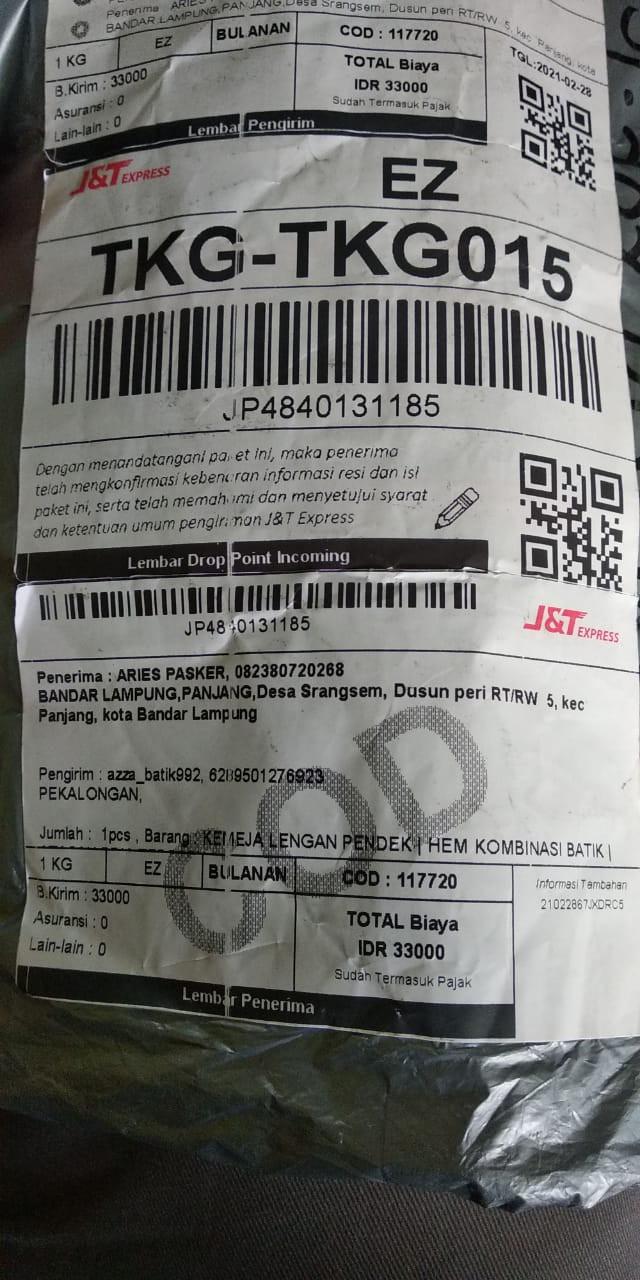 Penerima ARIES
BANDAR LAMPUNG,PANJANG,Desa Srangsem, Dusun peri RT/RW 5, kec Panjang, kota
1 KG EZ BULANAN COD : 117720
TGL:2021-02-28
B.Kirim : 33000
Asuransi : 0
Lain-lain : 0
TOTAL Biaya
IDR 33000
Sudah Termasuk Pajak
Lembar Pengirim
J&T EXPRESS
EZ
TKG-TKG015
JP4840131185
Dengan menandatangani paket ini, maka penerima
telah mengkonfirmasi kebenaran informasi resi dan isi
paket ini, serta telah memahami dan menyetujui syarat
dan ketentuan umum pengiriman J&T Express
Lembar Drop Point Incoming
JP4840131185
J&T EXPRESS
Penerima : ARIES PASKER, 082380720268
BANDAR LAMPUNG,PANJANG,Desa Srangsem, Dusun peri RT/RW 5, kec
Panjang, kota Bandar Lampung
COD
Pengirim : azza_batik992,
PEKALONGAN,
Jumlah : 1pcs , Barang : KEMEJA LENGAN PENDEK | HEM KOMBINASI BATIK |
1 KG EZ BULANAN COD : 117720
B.Kirim : 33000
Asuransi : 0
Lain-lain : 0
TOTAL Biaya
IDR 33000
Sudah Termasuk Pajak
Informasi Tambahan
21022867JXDRC5
Lembar Penerima